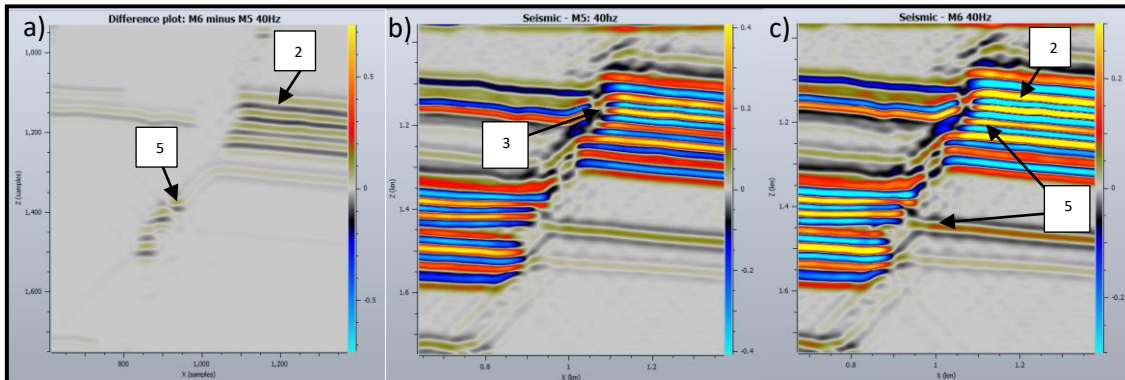 a)
Difference plot: M6 minus M5 40Hz
1,000
1,200
1,400
1,600
Z (samples)
800
1,000
1,200
X (samples)
0.5
0
-0.5
2
5
b)
Seismic - M5: 40hz
1.2
1.4
1.6
Z (km)
0.8
1
1.2
X (km)
0.4
0.2
0
-0.2
-0.4
3
c)
Seismic - M6 40Hz
1.2
1.4
1.6
Z (km)
0.8
1
1.2
X (km)
0.2
0
-0.2
2
5